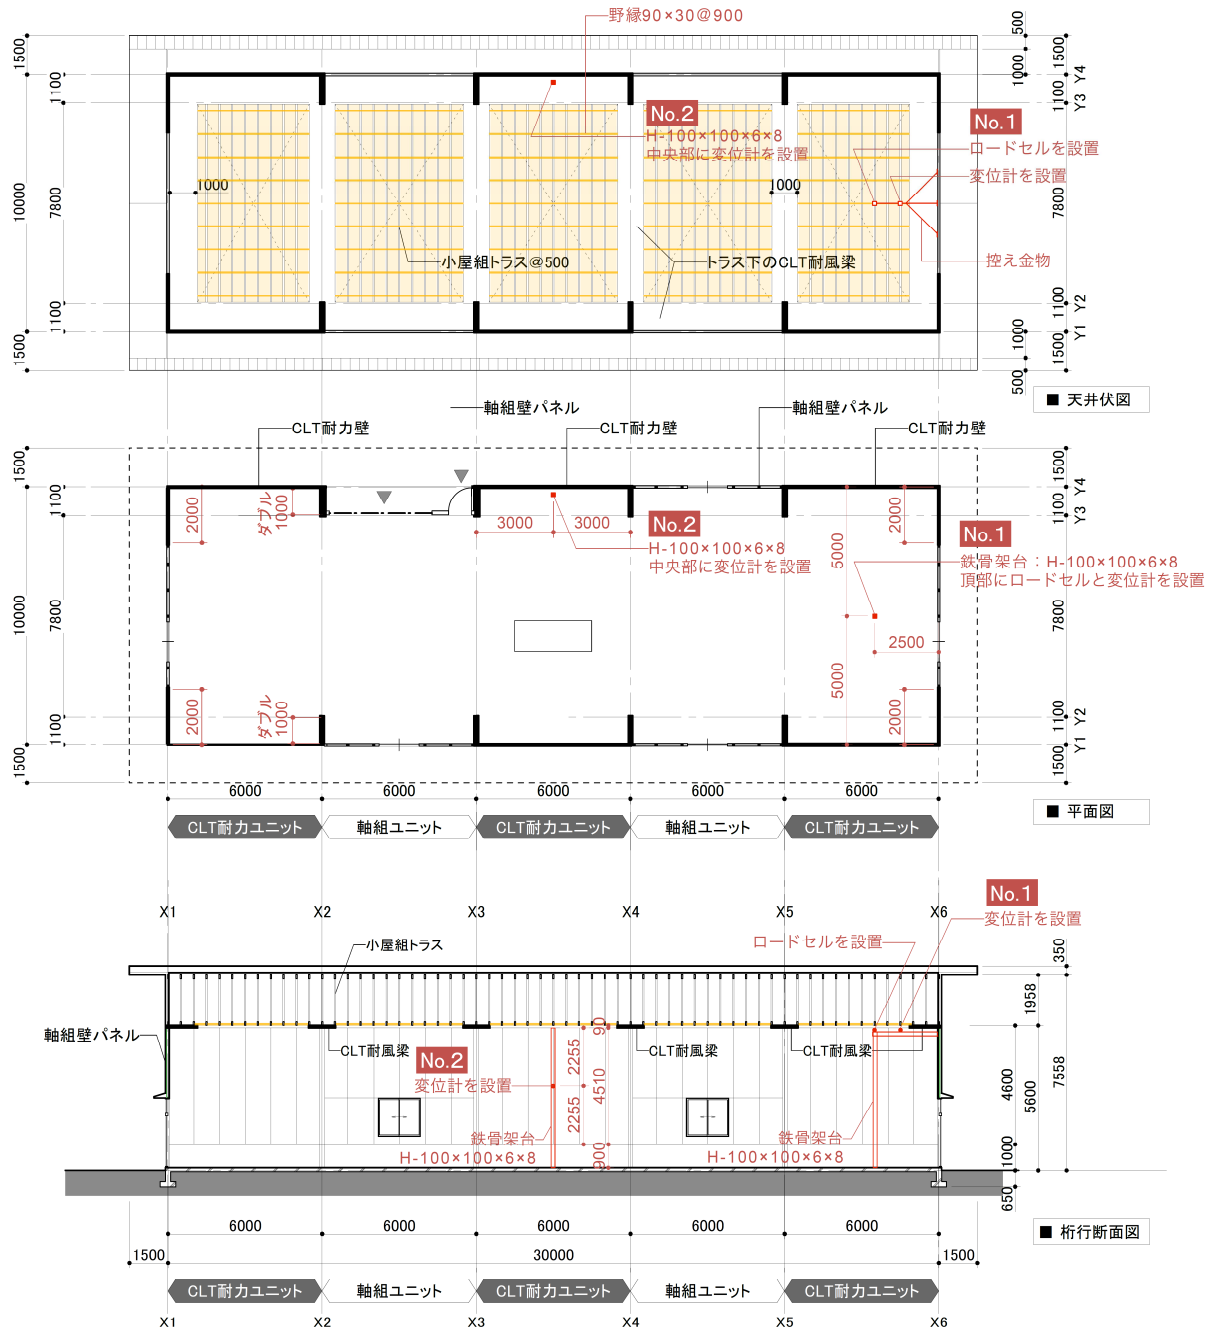 野縁90×30@900
1500
1100
10000
7800
1100
1500
500
1500
1000
1100
Y4
Y3
7800
1100
1000
1500
500
Y2
Y1
No.2
H-100×100×6×8
中央部に変位計を設置
No.1
ロードセルを設置
変位計を設置
1000
1000
小屋組トラス@500
トラス下のCLT耐風梁
控え金物
■ 天井伏図
軸組壁パネル
軸組壁パネル
CLT耐力壁
CLT耐力壁
CLT耐力壁
1500
1100
10000
7800
1100
1500
1500
1100
Y4
Y3
7800
1100
1500
Y2
Y1
2000
ダブル
1000
3000
3000
No.2
H-100×100×6×8
中央部に変位計を設置
5000
2000
No.1
鉄骨架台：H-100×100×6×8
頂部にロードセルと変位計を設置
2500
5000
2000
2000
ダブル
1000
6000
6000
6000
6000
6000
■ 平面図
CLT耐力ユニット
軸組ユニット
CLT耐力ユニット
軸組ユニット
CLT耐力ユニット
X1
X2
X3
X4
X5
X6
No.1
変位計を設置
ロードセルを設置
小屋組トラス
350
1958
軸組壁パネル
CLT耐風梁
CLT耐風梁
CLT耐風梁
No.2
変位計を設置
90
2255
4510
2255
900
4600
5600
7558
1000
650
鉄骨架台
H-100×100×6×8
鉄骨架台
H-100×100×6×8
6000
6000
6000
6000
6000
■ 桁行断面図
1500
30000
1500
CLT耐力ユニット
軸組ユニット
CLT耐力ユニット
軸組ユニット
CLT耐力ユニット
X1
X2
X3
X4
X5
X6